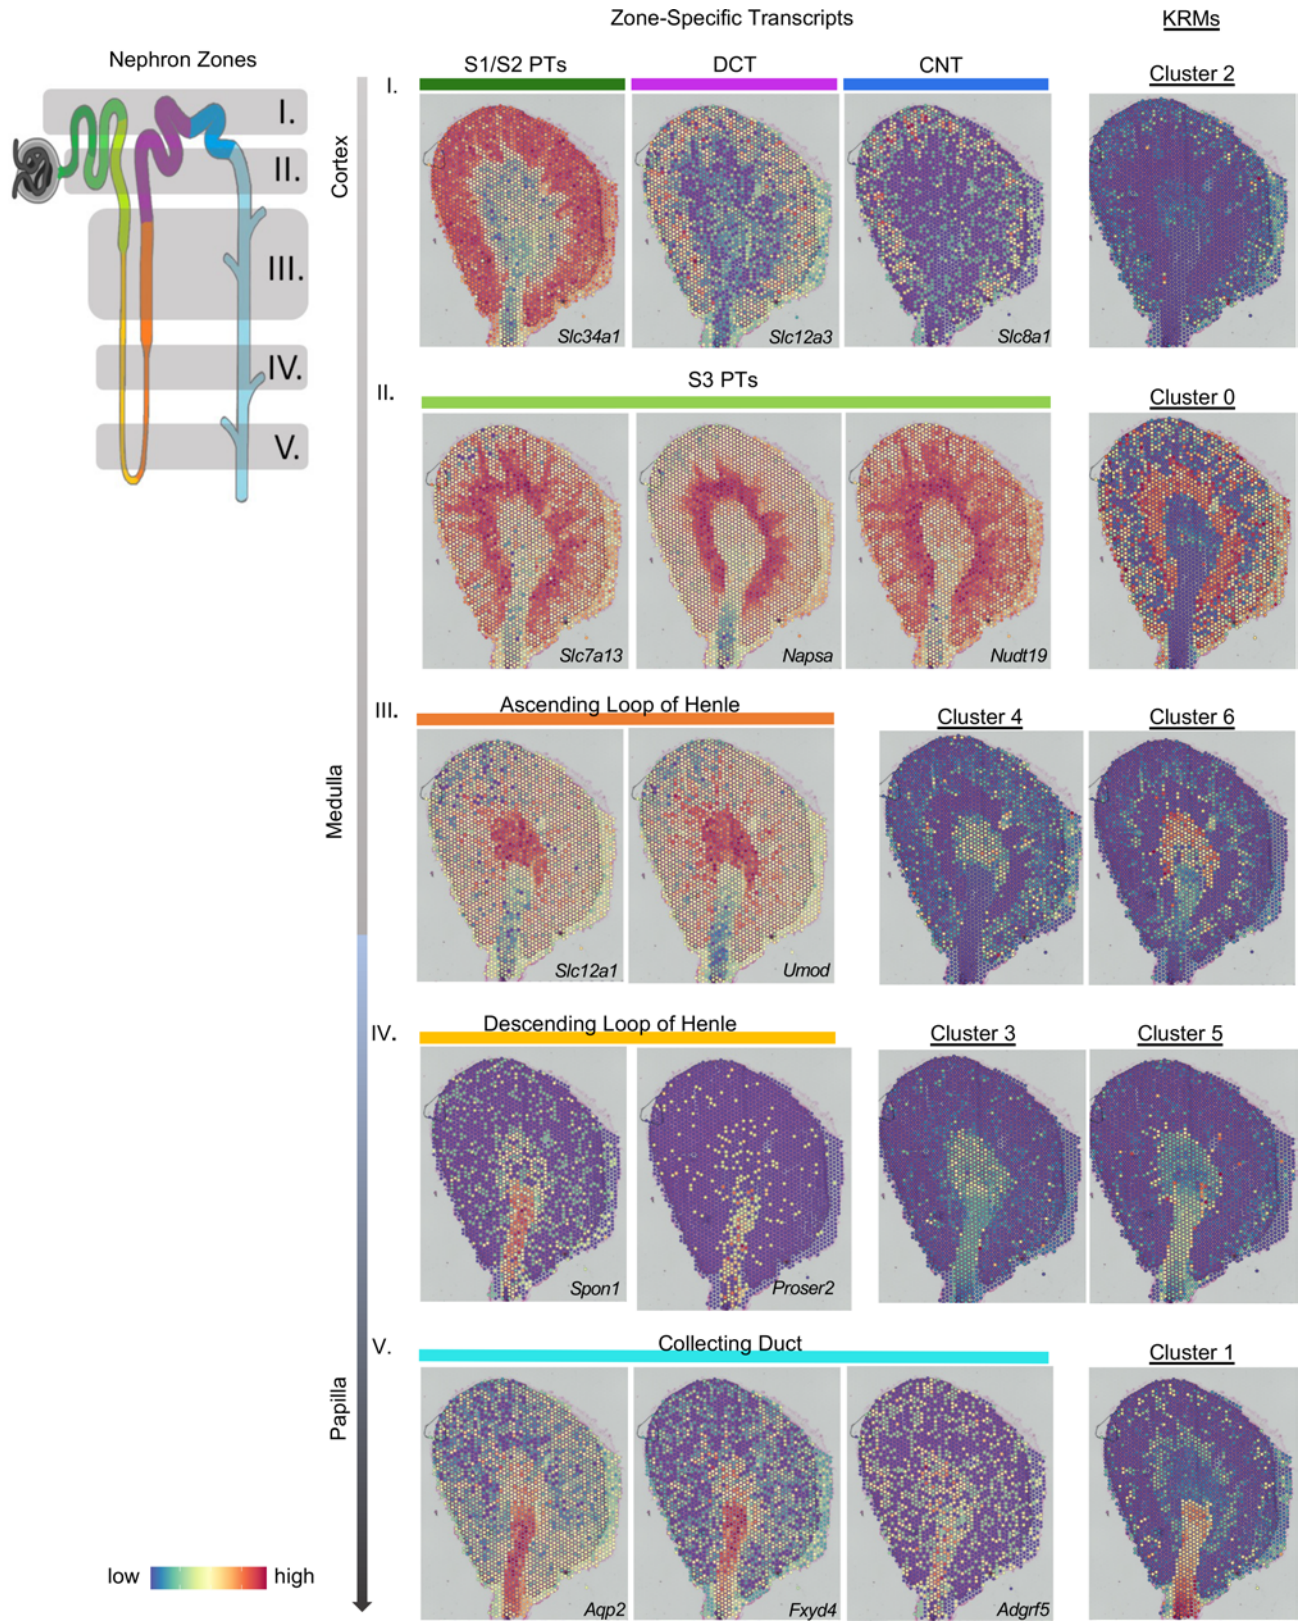 Zone-Specific Transcripts
KRMs
Nephron Zones
S1/S2 PTs
DCT
CNT
Cluster 2
I.
I.
II.
III.
IV.
V.
Cortex
Slc34a1
Slc12a3
Slc8a1
S3 PTs
II.
Cluster 0
Slc7a13
Napsa
Nudt19
III.
Ascending Loop of Henle
Cluster 4
Cluster 6
Medulla
Slc12a1
Umod
IV.
Descending Loop of Henle
Cluster 3
Cluster 5
Spon1
Proser2
V.
Collecting Duct
Cluster 1
Papilla
low
high
Aqp2
Fxyd4
Adgrf5